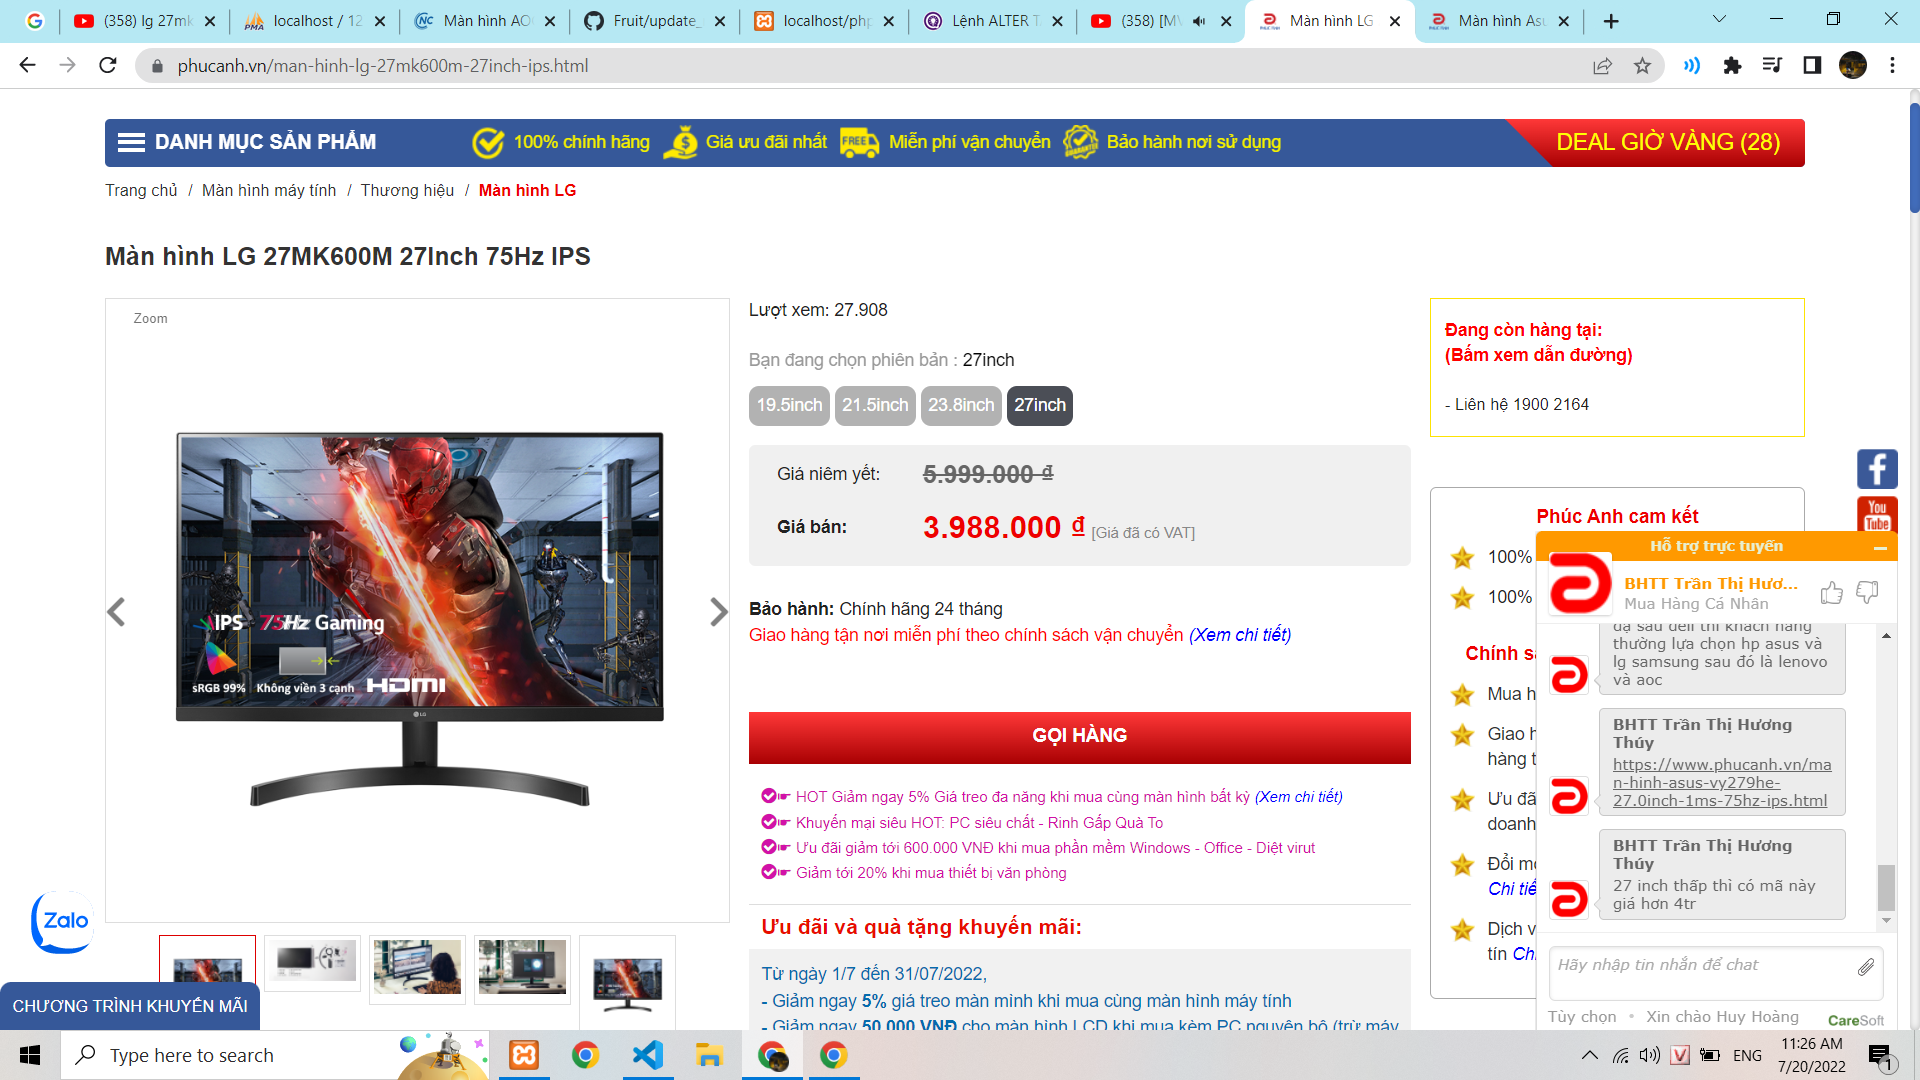 (358) lg 27mk
localhost / 12
Màn hình AO
Fruit/update_
localhost/php
Lệnh ALTER TA
(358) [MV
Màn hình LG
Màn hình Asu
phucanh.vn/man-hinh-lg-27mk600m-27inch-ips.html
DANH MỤC SẢN PHẨM
100% chính hãng
Giá ưu đãi nhất
FREE
Miễn phí vận chuyển
Bảo hành nơi sử dụng
DEAL GIỜ VÀNG (28)
Trang chủ / Màn hình máy tính / Thương hiệu / Màn hình LG
Màn hình LG 27MK600M 27Inch 75Hz IPS
Zoom
IPS 75Hz Gaming
sRGB 99% Không viền 3 cạnh HDMI
LG
Lượt xem: 27.908
Bạn đang chọn phiên bản : 27inch
19.5inch
21.5inch
23.8inch
27inch
Giá niêm yết: 5.999.000 ₫
Giá bán: 3.988.000 ₫ [Giá đã có VAT]
Bảo hành: Chính hãng 24 tháng
Giao hàng tận nơi miễn phí theo chính sách vận chuyển (Xem chi tiết)
GỌI HÀNG
HOT Giảm ngay 5% Giá treo đa năng khi mua cùng màn hình bất kỳ (Xem chi tiết)
Khuyến mại siêu HOT: PC siêu chất - Rinh Gấp Quà To
Ưu đãi giảm tới 600.000 VNĐ khi mua phần mềm Windows - Office - Diệt virut
Giảm tới 20% khi mua thiết bị văn phòng
Ưu đãi và quà tặng khuyến mãi:
Từ ngày 1/7 đến 31/07/2022,
- Giảm ngay 5% giá treo màn mình khi mua cùng màn hình máy tính
- Giảm ngay 50.000 VNĐ cho màn hình LCD khi mua kèm PC nguyên bộ (trừ máy
Đang còn hàng tại:
(Bấm xem dẫn đường)
- Liên hệ 1900 2164
You
Tube
Phúc Anh cam kết
100%
100%
Chính s
Mua h
Giao h
hàng t
Ưu đã
doanh
Đổi mớ
Chi tiế
Dịch v
tín Ch
Hỗ trợ trực tuyến
BHTT Trần Thị Hươ...
Mua Hàng Cá Nhân
dạ sau dell thì khách hàng
thường lựa chọn hp asus và
lg samsung sau đó là lenovo
và aoc
BHTT Trần Thị Hương
Thúy
https://www.phucanh.vn/ma
n-hinh-asus-vy279he-
27.0inch-1ms-75hz-ips.html
BHTT Trần Thị Hương
Thúy
27 inch thấp thì có mã này
giá hơn 4tr
Hãy nhập tin nhắn để chat
Tùy chọn • Xin chào Huy Hoàng
CareSoft
Zalo
CHƯƠNG TRÌNH KHUYẾN MÃI
Type here to search
ENG
11:26 AM
7/20/2022
1